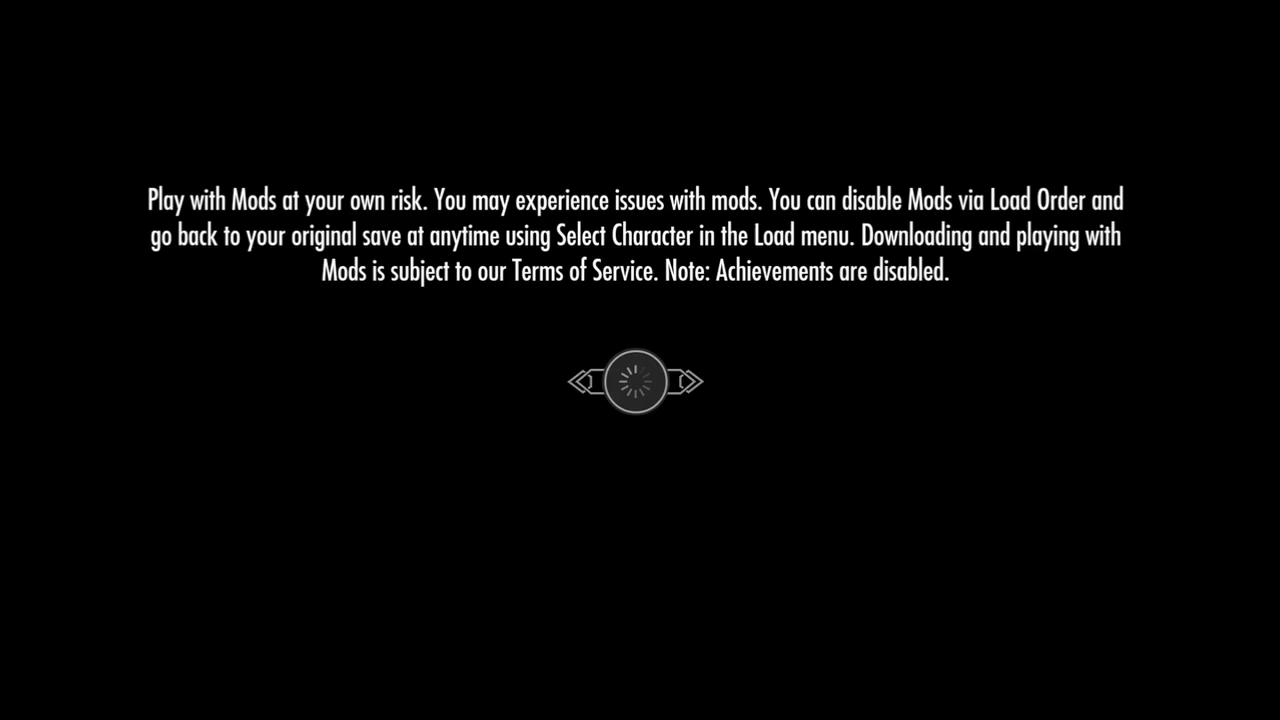 Play with Mods at your own risk. You may experience issues with mods. You can disable Mods via Load Order and
go back to your original save at anytime using Select Character in the Load menu. Downloading and playing with
Mods is subject to our Terms of Service. Note: Achievements are disabled.